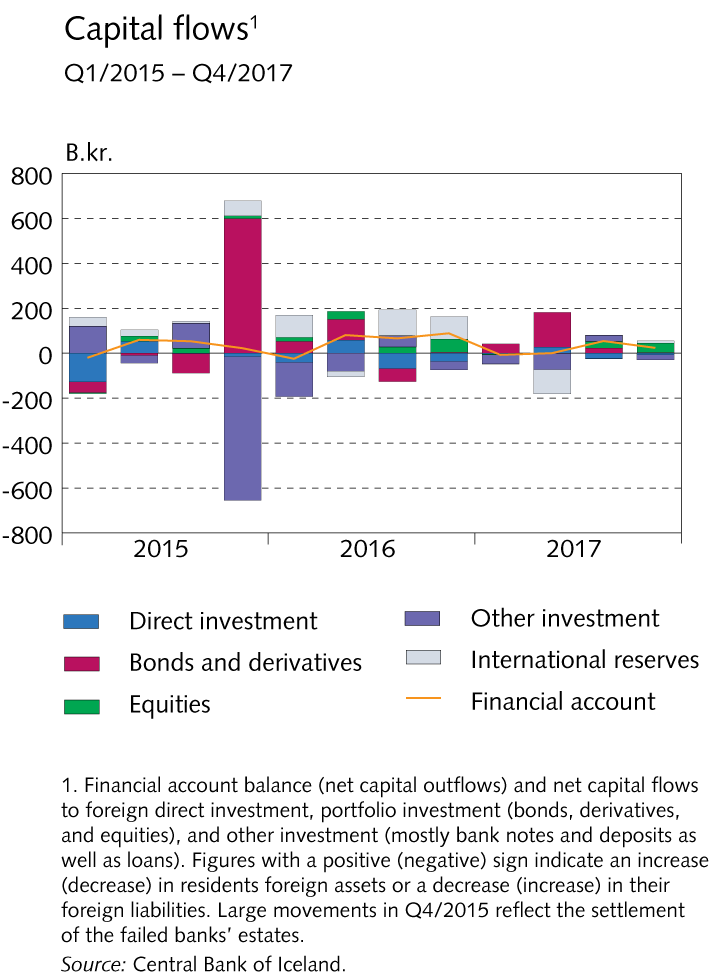 Capital flows¹
Q1/2015 – Q4/2017
B.kr.
800
600
400
200
0
-200
-400
-600
-800
2015 2016 2017
Direct investment
Bonds and derivatives
Equities
Other investment
International reserves
Financial account
1. Financial account balance (net capital outflows) and net capital flows
to foreign direct investment, portfolio investment (bonds, derivatives,
and equities), and other investment (mostly bank notes and deposits as
well as loans). Figures with a positive (negative) sign indicate an increase
(decrease) in residents foreign assets or a decrease (increase) in their
foreign liabilities. Large movements in Q4/2015 reflect the settlement
of the failed banks’ estates.
Source: Central Bank of Iceland.